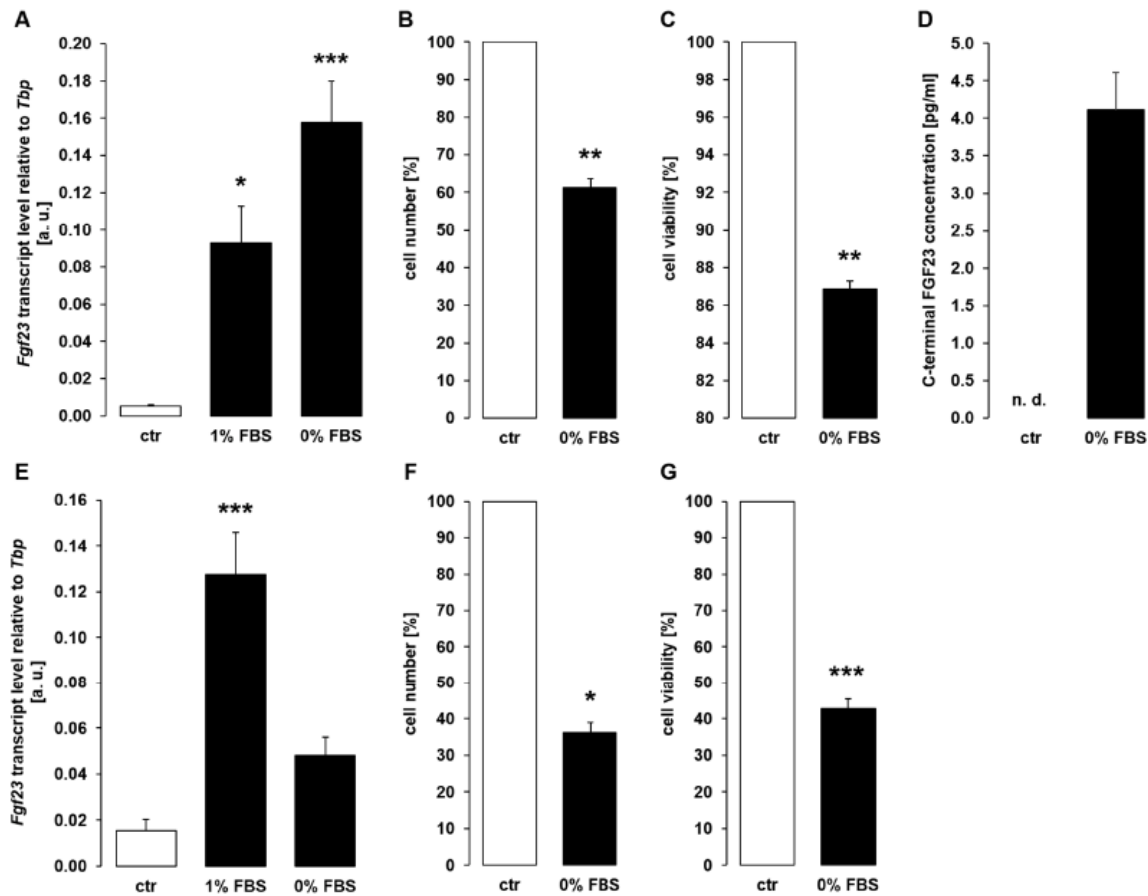 A
Fgf23 transcript level relative to Tbp
[a. u.]
0.20
0.18
0.16
0.14
0.12
0.10
0.08
0.06
0.04
0.02
0.00
*
***
ctr
1% FBS
0% FBS
B
cell number [%]
100
90
80
70
60
50
40
30
20
10
0
**
ctr
0% FBS
C
cell viability [%]
100
98
96
94
92
90
88
86
84
82
80
**
ctr
0% FBS
D
C-terminal FGF23 concentration [pg/ml]
5.0
4.5
4.0
3.5
3.0
2.5
2.0
1.5
1.0
0.5
0.0
n. d.
ctr
0% FBS
E
Fgf23 transcript level relative to Tbp
[a. u.]
0.16
0.14
0.12
0.10
0.08
0.06
0.04
0.02
0.00
***
ctr
1% FBS
0% FBS
F
cell number [%]
100
90
80
70
60
50
40
30
20
10
0
*
ctr
0% FBS
G
cell viability [%]
100
90
80
70
60
50
40
30
20
10
0
***
ctr
0% FBS